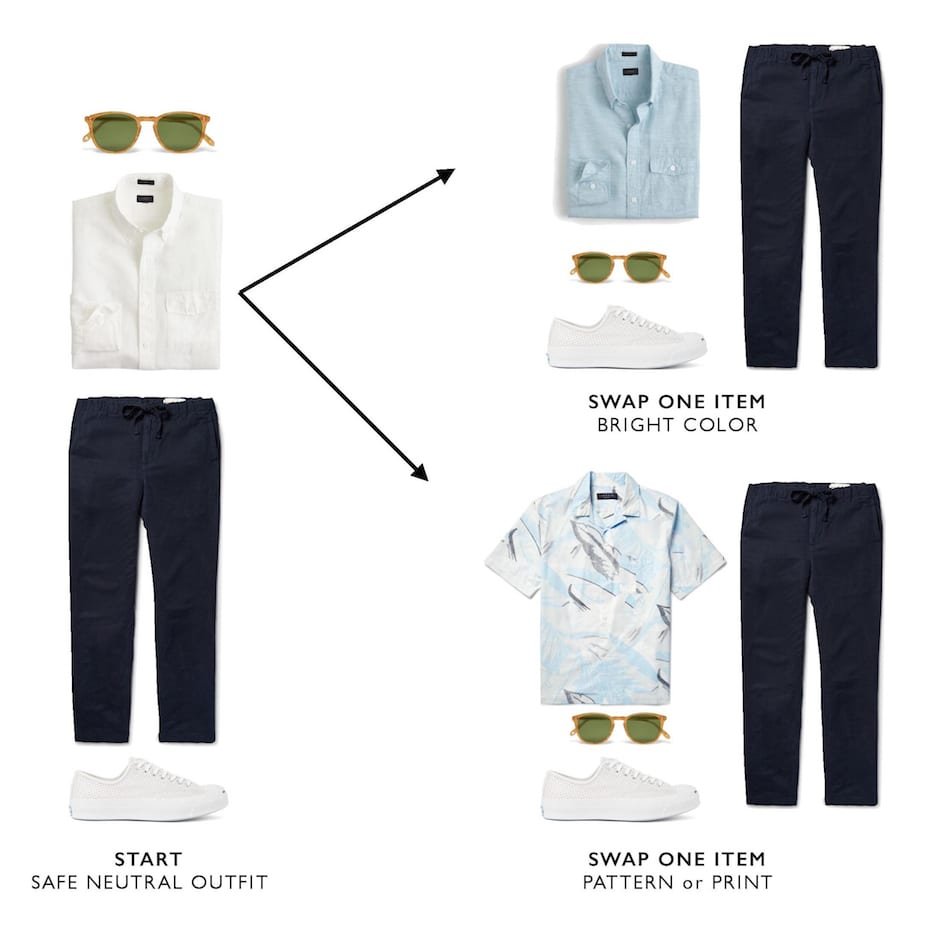 SWAP ONE ITEM
BRIGHT COLOR
START
SAFE NEUTRAL OUTFIT
SWAP ONE ITEM
PATTERN or PRINT